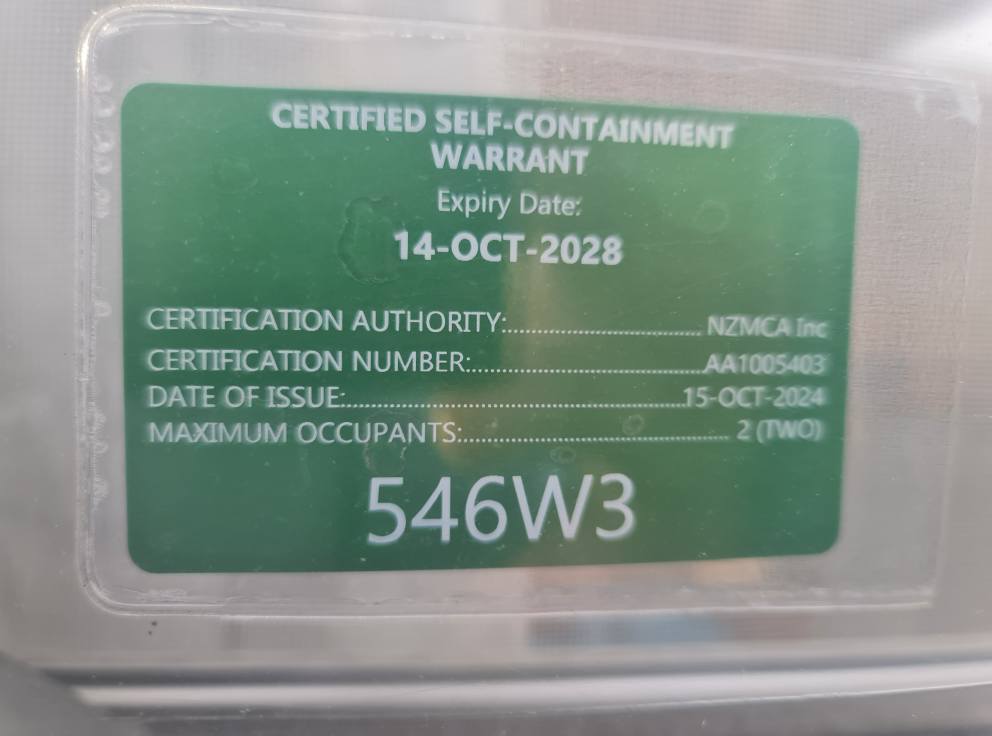 CERTIFIED SELF-CONTAINMENT
WARRANT
Expiry Date:
14-OCT-2028
CERTIFICATION AUTHORITY:.............................. NZMCA Inc
CERTIFICATION NUMBER:....................................AA1005403
DATE OF ISSUE:....................................................15-OCT-2024
MAXIMUM OCCUPANTS:......................................... 2 (TWO)
546W3